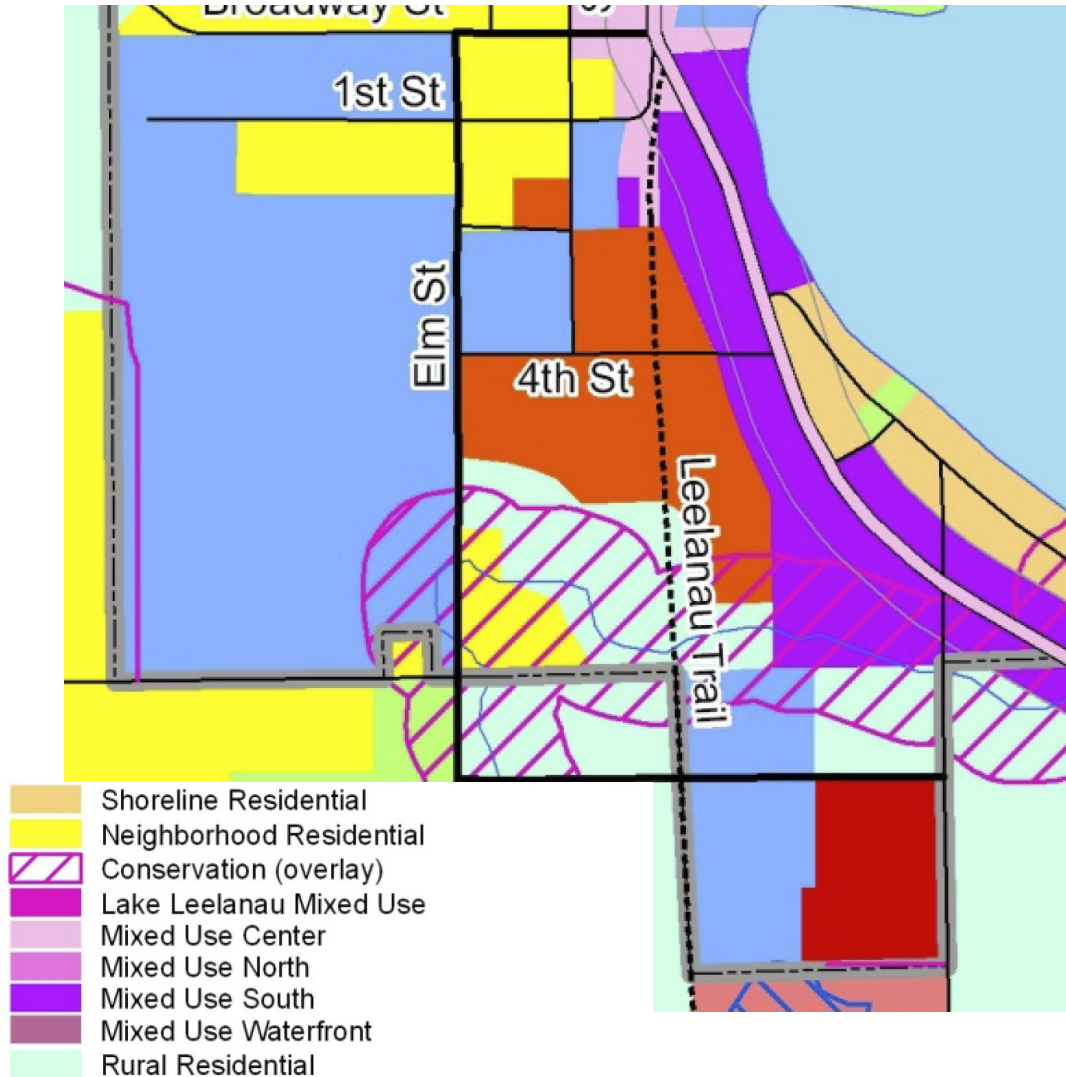 Broadway St
1st St
Elm St
4th St
Leelanau Trail
Shoreline Residential
Neighborhood Residential
Conservation (overlay)
Lake Leelanau Mixed Use
Mixed Use Center
Mixed Use North
Mixed Use South
Mixed Use Waterfront
Rural Residential